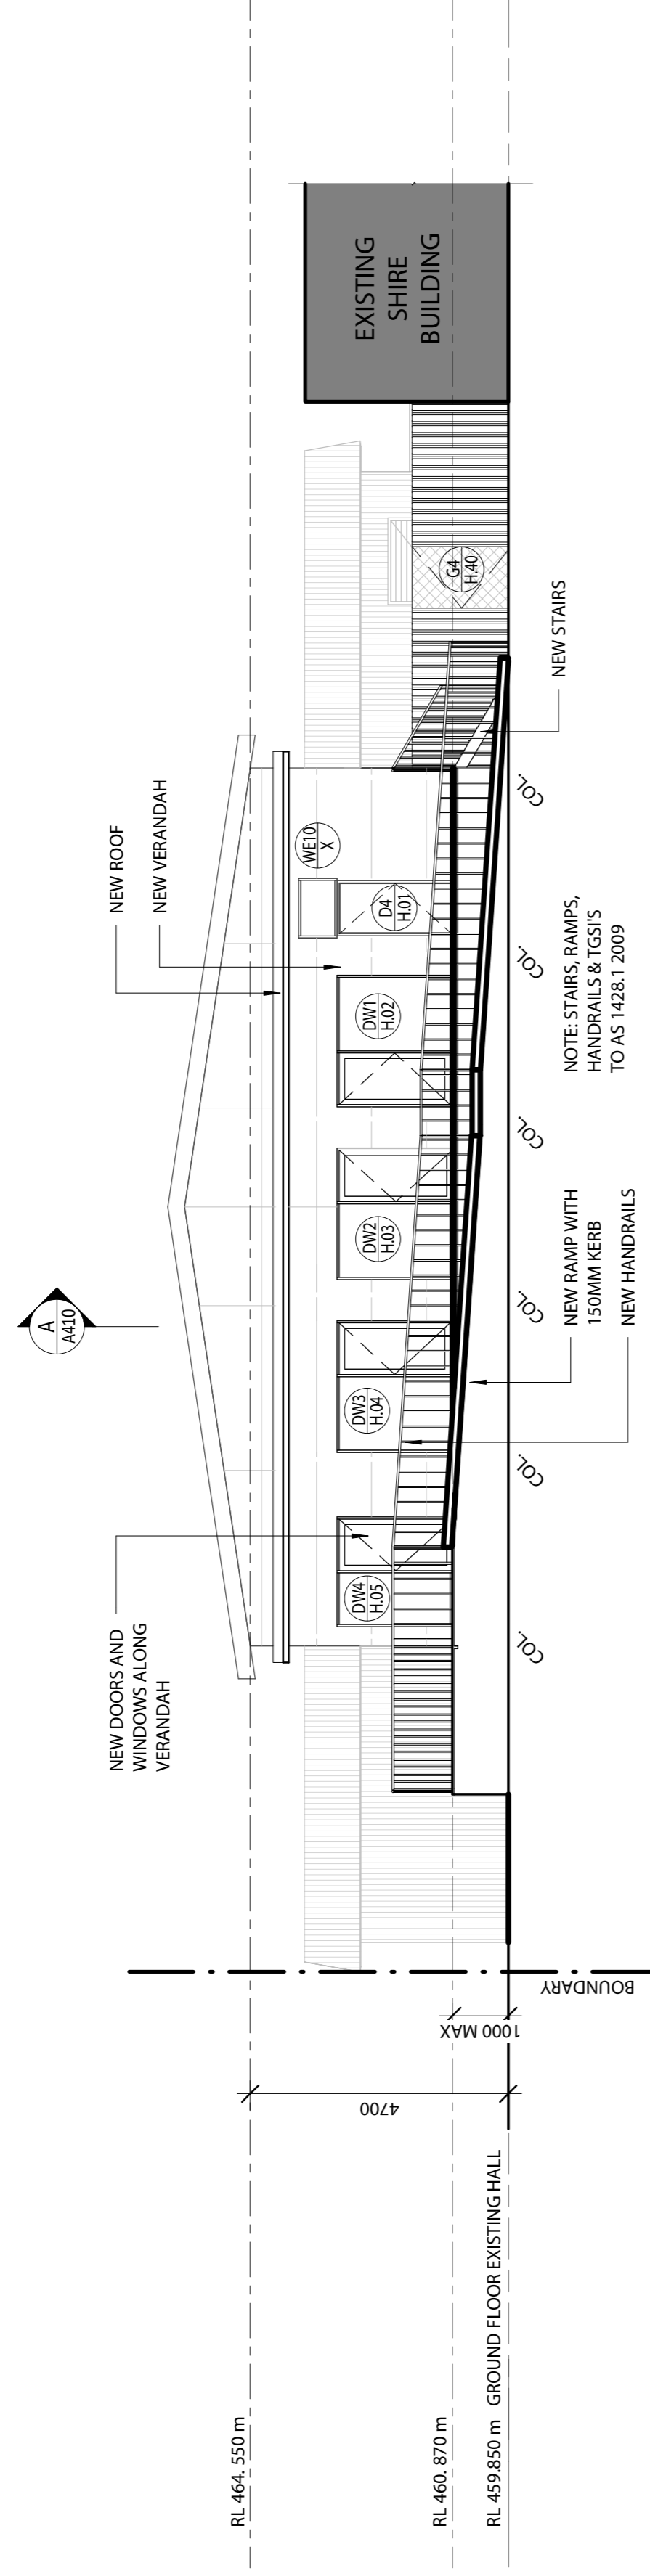 A
A410
NEW DOORS AND
WINDOWS ALONG
VERANDAH
NEW ROOF
NEW VERANDAH
RL 464. 550 m
RL 460. 870 m
RL 459.850 m GROUND FLOOR EXISTING HALL
4700
1000 MAX
BOUNDARY
DW4
H.05
DW3
H.04
DW2
H.03
DW1
H.02
D4
H.01
WE10
X
G4
H.40
EXISTING
SHIRE
BUILDING
COL.
COL.
COL.
COL.
COL.
COL.
NEW RAMP WITH
150MM KERB
NEW HANDRAILS
NOTE: STAIRS, RAMPS,
HANDRAILS & TGSI'S
TO AS 1428.1 2009
NEW STAIRS